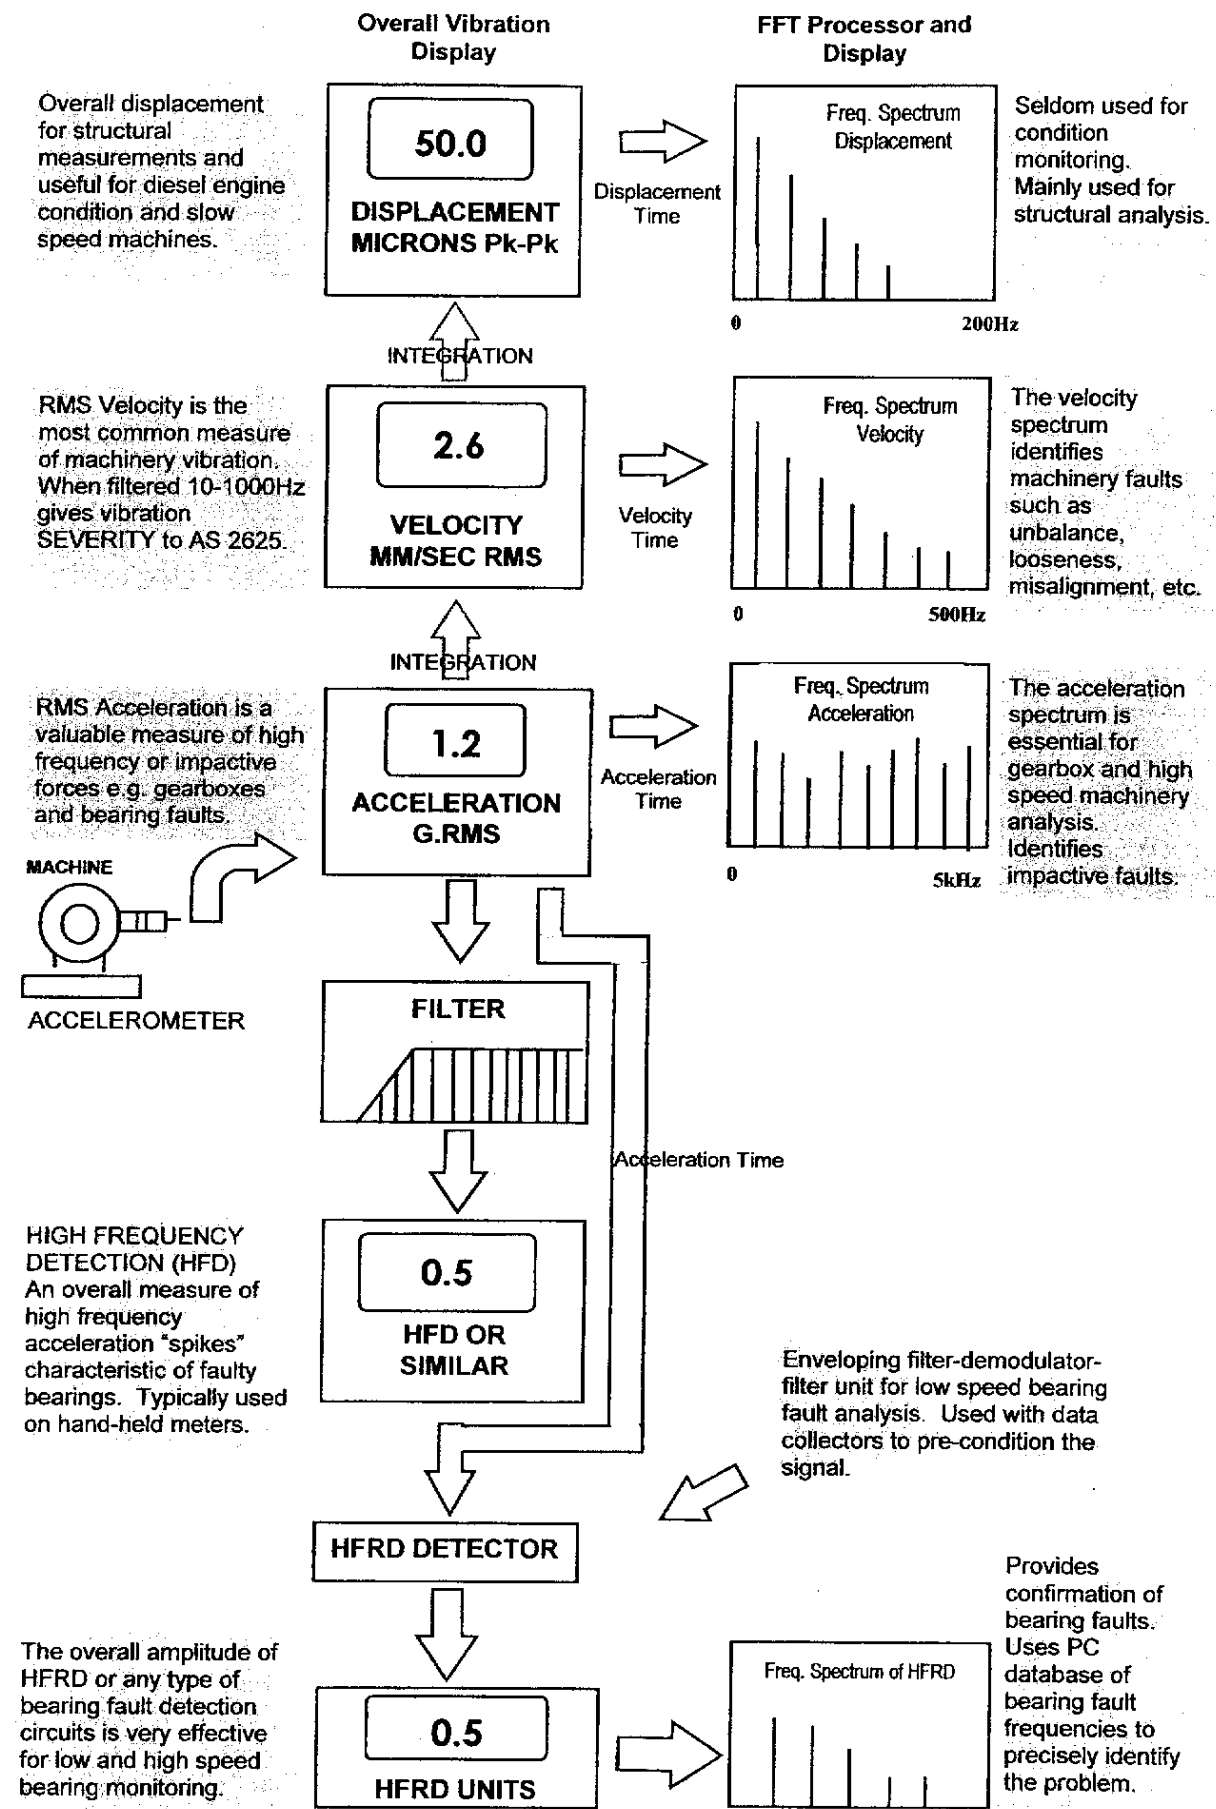 Overall Vibration
Display
FFT Processor and
Display
Overall displacement
for structural
measurements and
useful for diesel engine
condition and slow
speed machines.
50.0
DISPLACEMENT
MICRONS Pk-Pk
Displacement
Time
Freq. Spectrum
Displacement
0
200Hz
Seldom used for
condition
monitoring.
Mainly used for
structural analysis.
INTEGRATION
RMS Velocity is the
most common measure
of machinery vibration.
When filtered 10-1000Hz
gives vibration
SEVERITY to AS 2625.
2.6
VELOCITY
MM/SEC RMS
Velocity
Time
Freq. Spectrum
Velocity
0
500Hz
The velocity
spectrum
identifies
machinery faults
such as
unbalance,
looseness,
misalignment, etc.
INTEGRATION
RMS Acceleration is a
valuable measure of high
frequency or impactive
forces e.g. gearboxes
and bearing faults.
1.2
ACCELERATION
G.RMS
Acceleration
Time
Freq. Spectrum
Acceleration
0
5kHz
The acceleration
spectrum is
essential for
gearbox and high
speed machinery
analysis.
Identifies
impactive faults.
MACHINE
ACCELEROMETER
FILTER
Acceleration Time
HIGH FREQUENCY
DETECTION (HFD)
An overall measure of
high frequency
acceleration "spikes"
characteristic of faulty
bearings. Typically used
on hand-held meters.
0.5
HFD OR
SIMILAR
Enveloping filter-demodulator-
filter unit for low speed bearing
fault analysis. Used with data
collectors to pre-condition the
signal.
HFRD DETECTOR
The overall amplitude of
HFRD or any type of
bearing fault detection
circuits is very effective
for low and high speed
bearing monitoring.
0.5
HFRD UNITS
Freq. Spectrum of HFRD
Provides
confirmation of
bearing faults.
Uses PC
database of
bearing fault
frequencies to
precisely identify
the problem.